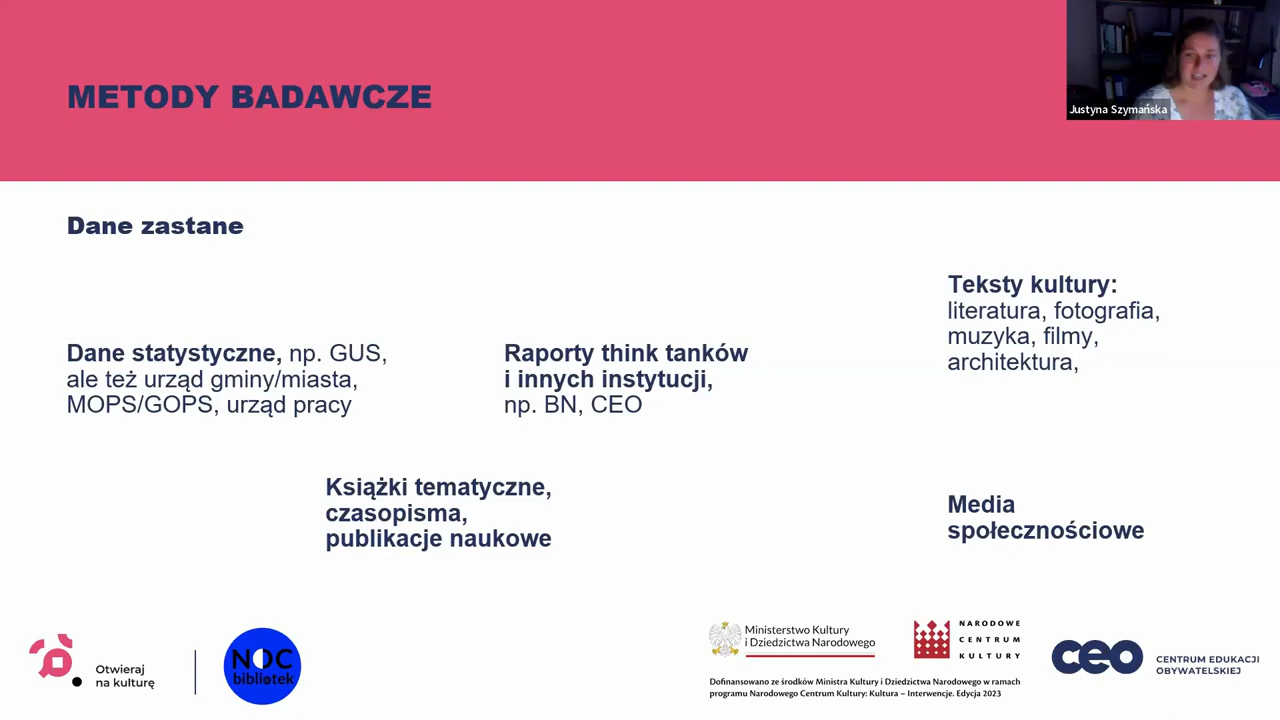 METODY BADAWCZE
Justyna Szymańska
Dane zastane
Teksty kultury:
literatura, fotografia,
muzyka, filmy,
architektura,
Dane statystyczne, np. GUS,
ale też urząd gminy/miasta,
MOPS/GOPS, urząd pracy
Raporty think tanków
i innych instytucji,
np. BN, CEO
Książki tematyczne,
czasopisma,
publikacje naukowe
Media
społecznościowe
Otwieraj
na kulturę
NOC
bibliotek
Ministerstwo Kultury
i Dziedzictwa Narodowego
NARODOWE
CENTRUM
KULTURY
Dofinansowano ze środków Ministra Kultury i Dziedzictwa Narodowego w ramach
programu Narodowego Centrum Kultury: Kultura – Interwencje. Edycja 2023
ceo
CENTRUM EDUKACJI
OBYWATELSKIEJ